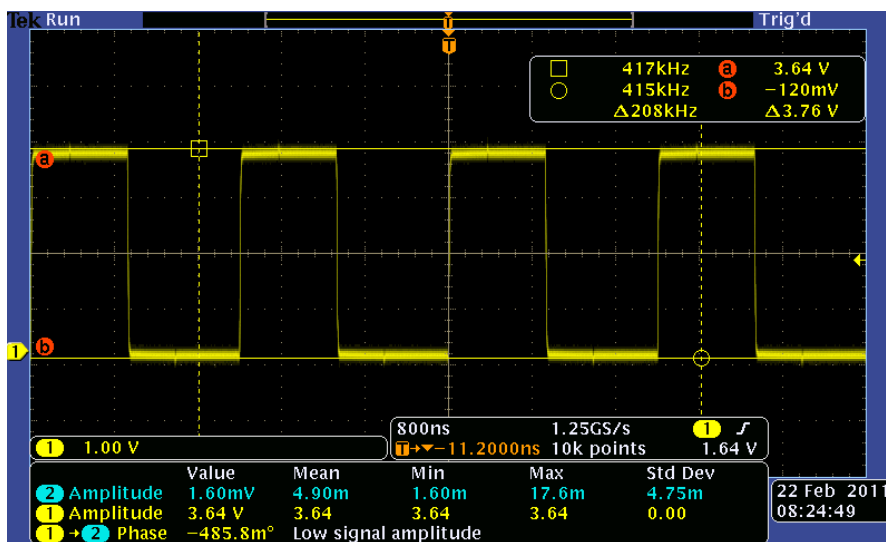 Tek Run Trig'd
T
T
417kHz a 3.64 V
415kHz b −120mV
Δ208kHz Δ3.76 V
a
1 b
800ns 1.25GS/s 1
1 1.00 V T→▼−11.2000ns 10k points 1.64 V
Value Mean Min Max Std Dev
2 Amplitude 1.60mV 4.90m 1.60m 17.6m 4.75m
1 Amplitude 3.64 V 3.64 3.64 3.64 0.00
1 → 2 Phase −485.8m° Low signal amplitude
22 Feb 2011
08:24:49